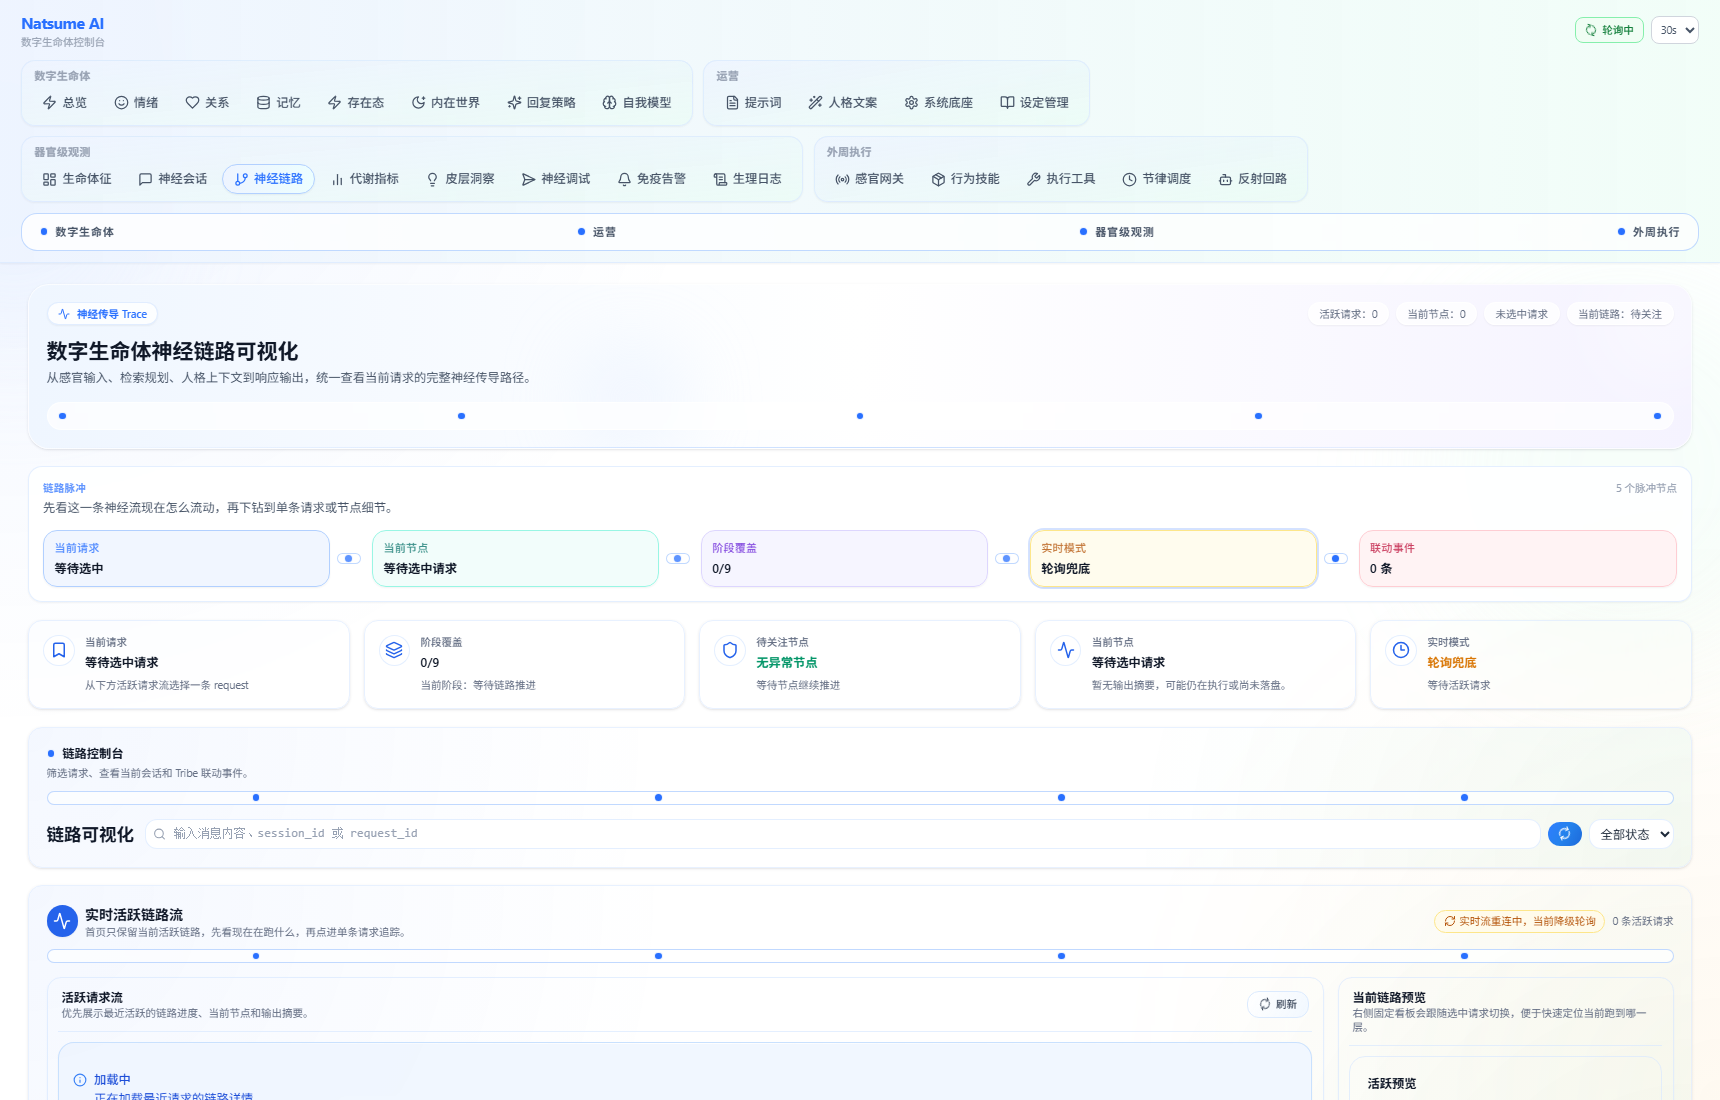 Natsume AI
数字生命体控制台
轮询中
30s
数字生命体
总览
情绪
关系
记忆
存在态
内在世界
回复策略
自我模型
运营
提示词
人格文案
系统底座
设定管理
器官级观测
生命体征
神经会话
神经链路
代谢指标
皮层洞察
神经调试
免疫告警
生理日志
外周执行
感官网关
行为技能
执行工具
节律调度
反射回路
数字生命体
运营
器官级观测
外周执行
神经传导 Trace
活跃请求：0
当前节点：0
未选中请求
当前链路：待关注
数字生命体神经链路可视化
从感官输入、检索规划、人格上下文到响应输出，统一查看当前请求的完整神经传导路径。
链路脉冲
先看这一条神经流现在怎么流动，再下钻到单条请求或节点细节。
5 个脉冲节点
当前请求
等待选中
当前节点
等待选中请求
阶段覆盖
0/9
实时模式
轮询兜底
联动事件
0 条
当前请求
等待选中请求
从下方活跃请求流选择一条 request
阶段覆盖
0/9
当前阶段：等待链路推进
待关注节点
无异常节点
等待节点继续推进
当前节点
等待选中请求
暂无输出摘要，可能仍在执行或尚未落盘。
实时模式
轮询兜底
等待活跃请求
链路控制台
筛选请求、查看当前会话和 Tribe 联动事件。
链路可视化
输入消息内容、session_id 或 request_id
全部状态
实时活跃链路流
首页只保留当前活跃链路，先看现在在跑什么，再点进单条请求追踪。
实时流重连中，当前降级轮询
0 条活跃请求
活跃请求流
优先展示最近活跃的链路进度、当前节点和输出摘要。
刷新
加载中
正在加载最近请求的链路详情
当前链路预览
右侧固定看板会跟随选中请求切换，便于快速定位当前跑到哪一
层。
活跃预览